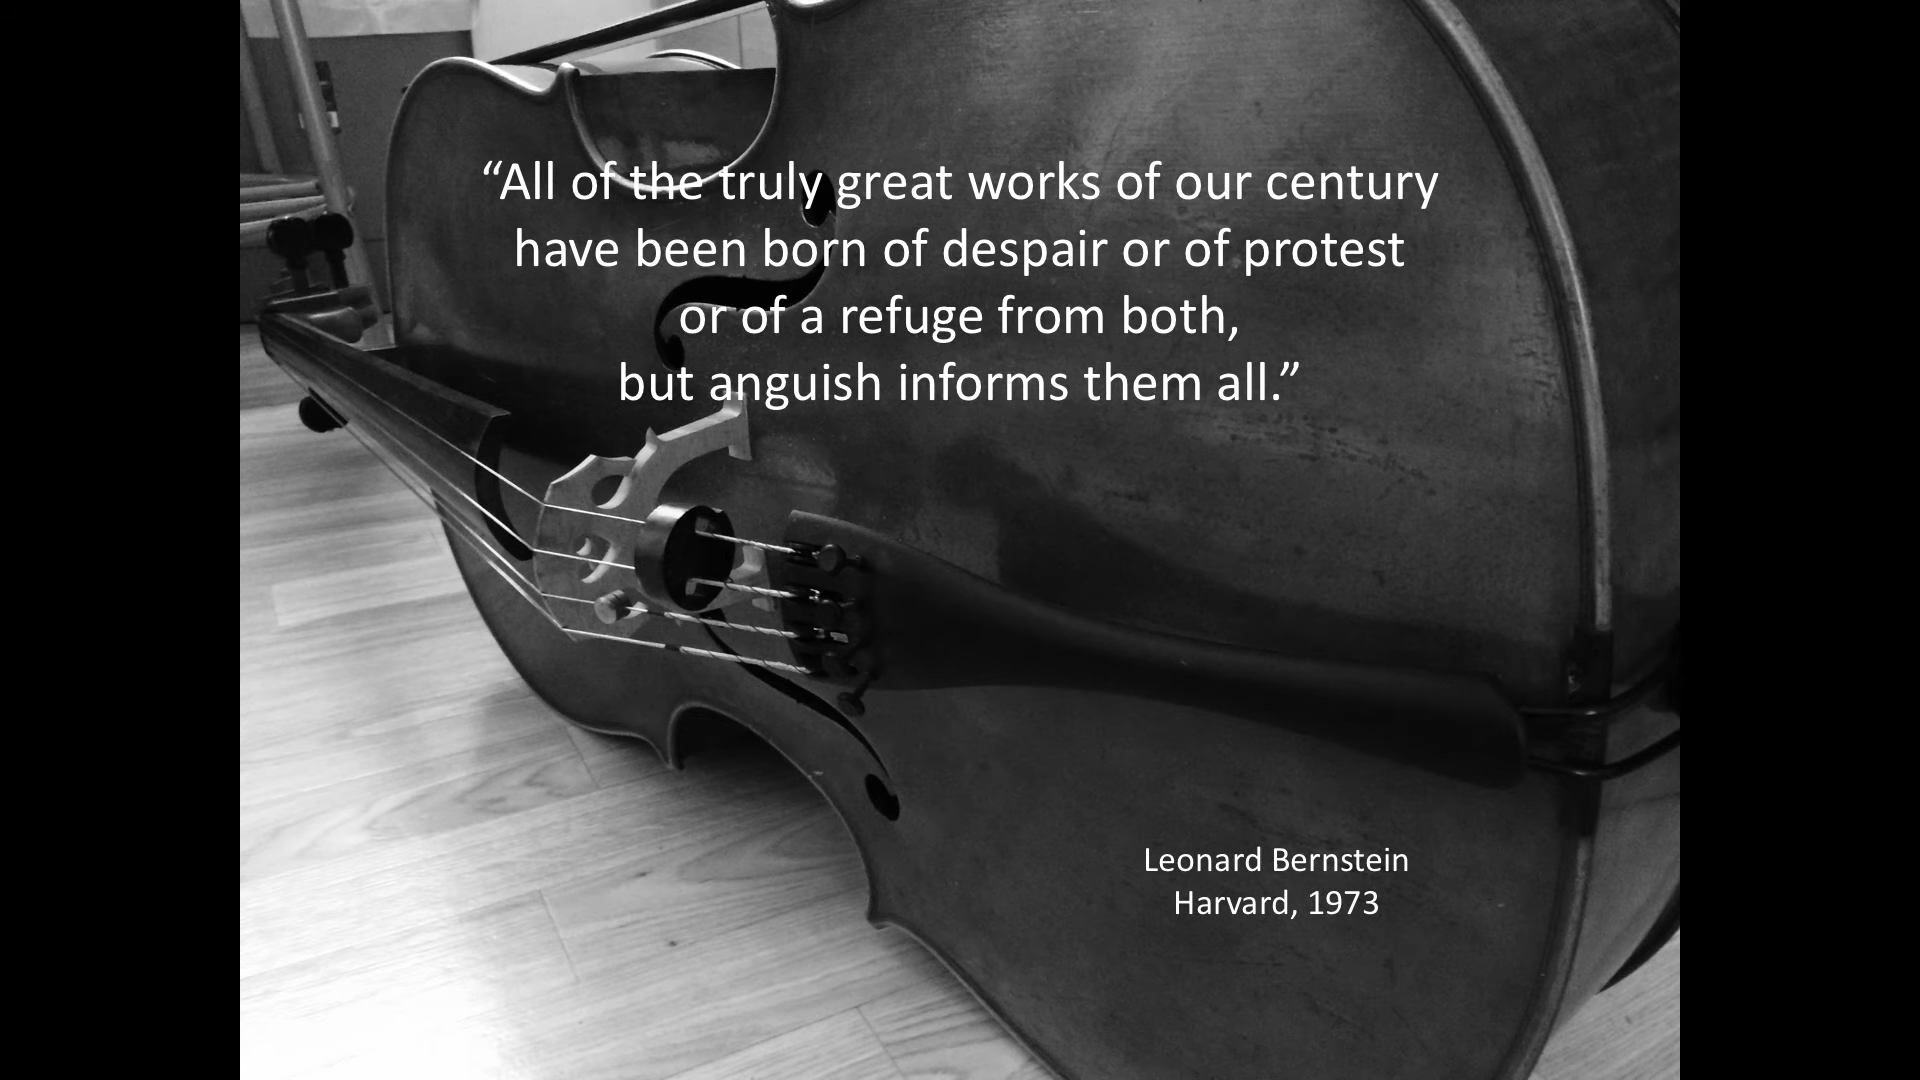 “All of the truly great works of our century
have been born of despair or of protest
or of a refuge from both,
but anguish informs them all.”
Leonard Bernstein
Harvard, 1973